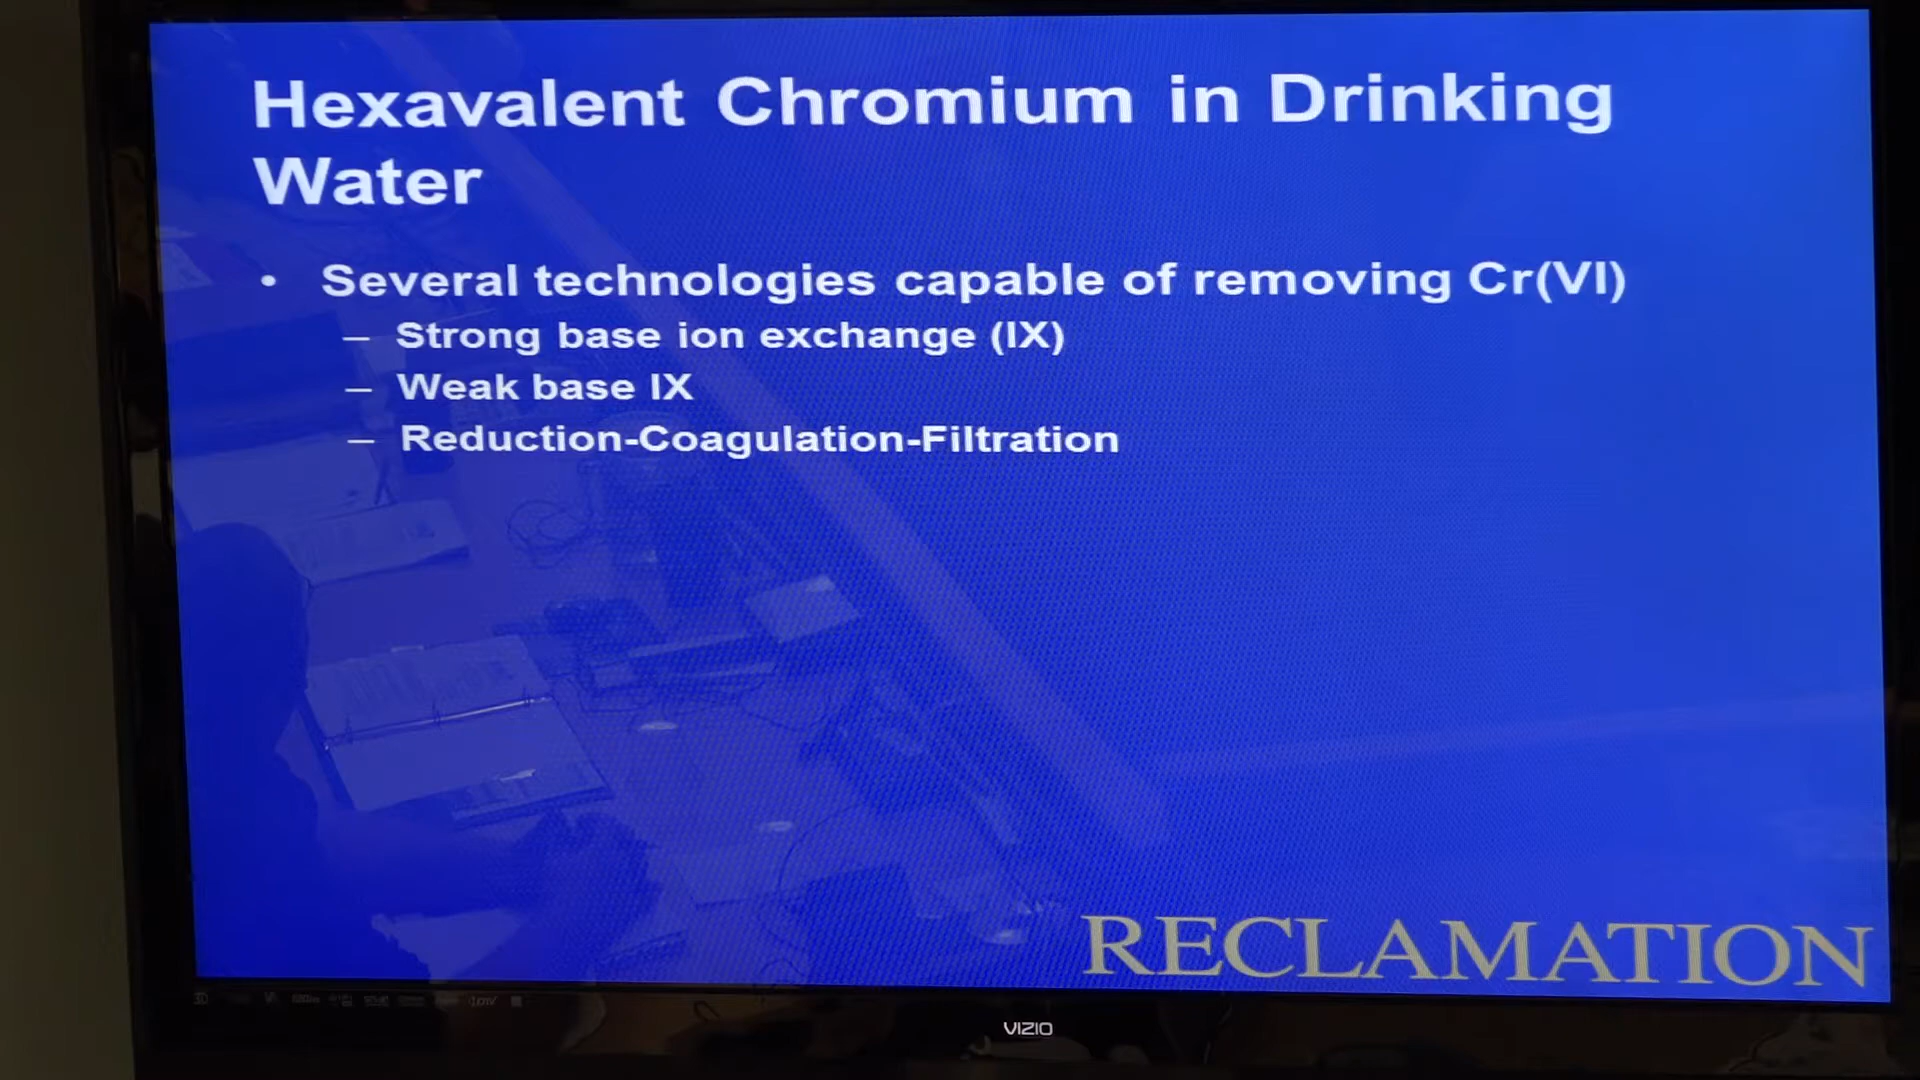 Hexavalent Chromium in Drinking
Water
• Several technologies capable of removing Cr(VI)
– Strong base ion exchange (IX)
– Weak base IX
– Reduction-Coagulation-Filtration
RECLAMATION
VIZIO